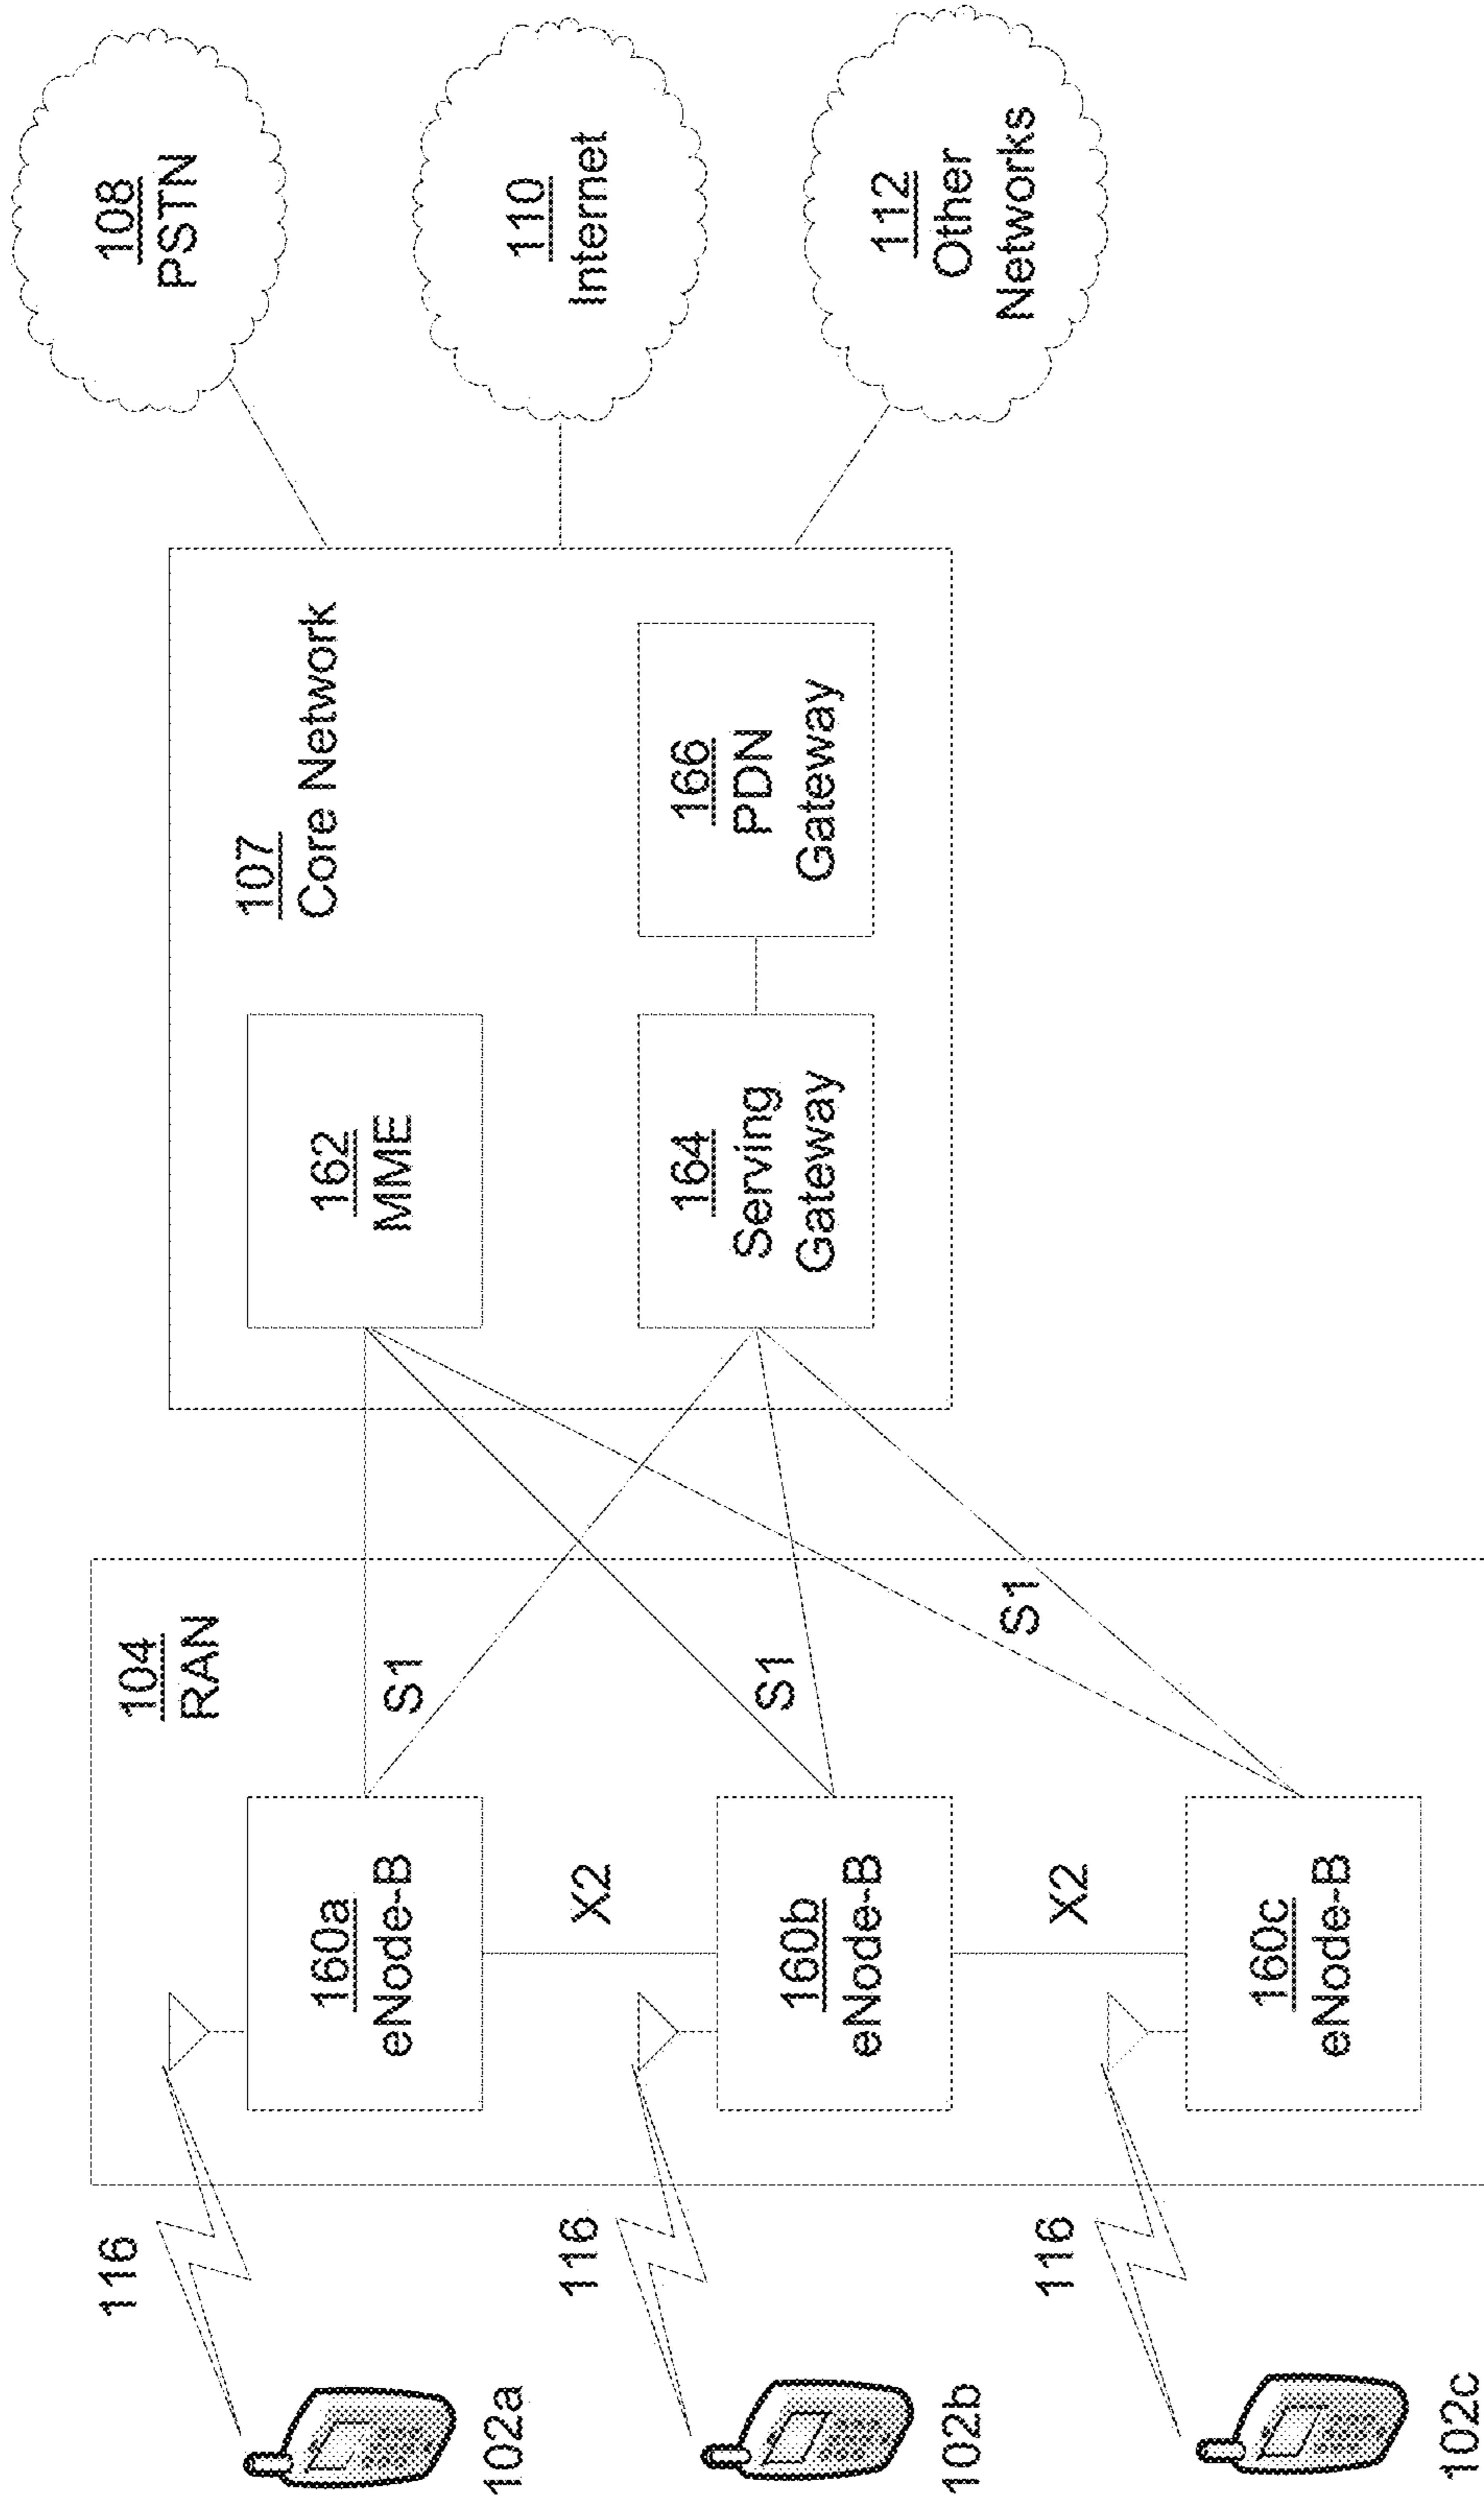 116
102a
116
102b
116
102c
104
RAN
160a
eNode-B
X2
160b
eNode-B
X2
160c
eNode-B
S1
S1
S1
107
Core Network
162
MME
164
Serving
Gateway
166
PDN
Gateway
108
PSTN
110
Internet
112
Other
Networks